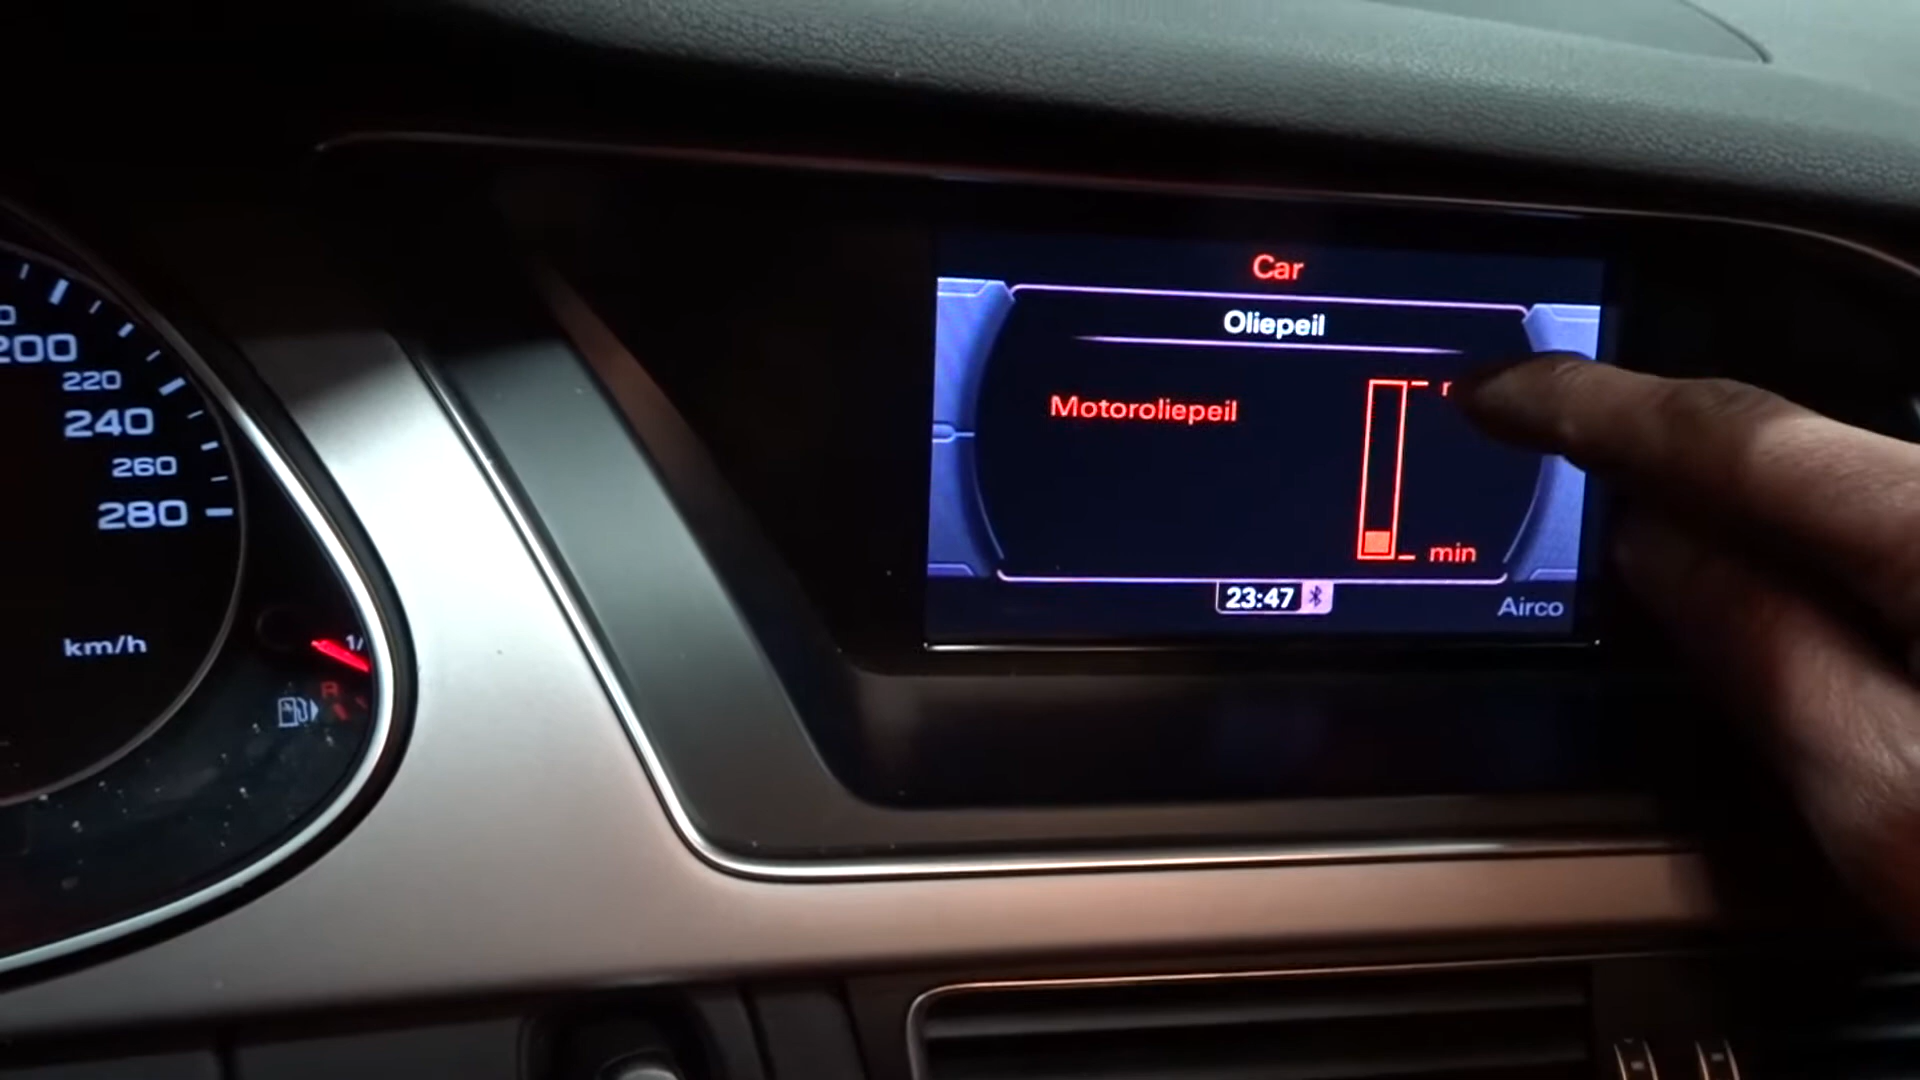 200
220
240
260
280
km/h
Car
Oliepeil
Motoroliepeil
min
23:47
Airco